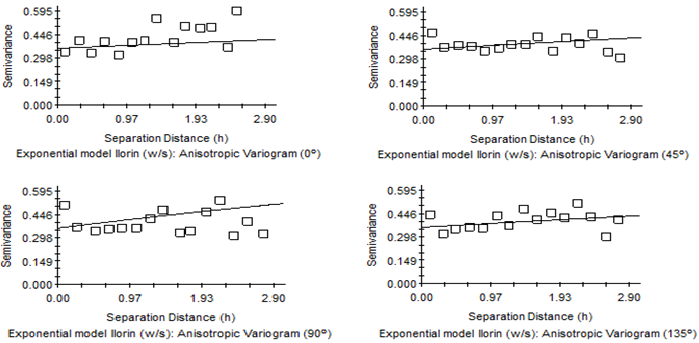 Semivariance
0.595
0.446
0.298
0.149
0.000
0.00 0.97 1.93 2.90
Separation Distance (h)
Exponential model Ilorin (w/s): Anisotropic Variogram (0º)
Semivariance
0.595
0.446
0.298
0.149
0.000
0.00 0.97 1.93 2.90
Separation Distance (h)
Exponential model Ilorin (w/s): Anisotropic Variogram (45º)
Semivariance
0.595
0.446
0.298
0.149
0.000
0.00 0.97 1.93 2.90
Separation Distance (h)
Exponential model Ilorin (w/s): Anisotropic Variogram (90º)
Semivariance
0.595
0.446
0.298
0.149
0.000
0.00 0.97 1.93 2.90
Separation Distance (h)
Exponential model Ilorin (w/s): Anisotropic Variogram (135º)